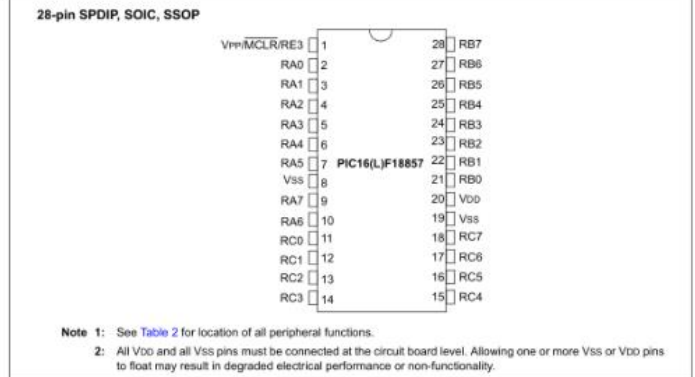 28-pin SPDIP, SOIC, SSOP
VPP/MCLR/RE3 1 28 RB7
RA0 2 27 RB6
RA1 3 26 RB5
RA2 4 25 RB4
RA3 5 24 RB3
RA4 6 23 RB2
RA5 7 PIC16(L)F18857 22 RB1
VSS 8 21 RB0
RA7 9 20 VDD
RA6 10 19 VSS
RC0 11 18 RC7
RC1 12 17 RC6
RC2 13 16 RC5
RC3 14 15 RC4
Note 1: See Table 2 for location of all peripheral functions.
2: All VDD and all VSS pins must be connected at the circuit board level. Allowing one or more VSS or VDD pins
to float may result in degraded electrical performance or non-functionality.